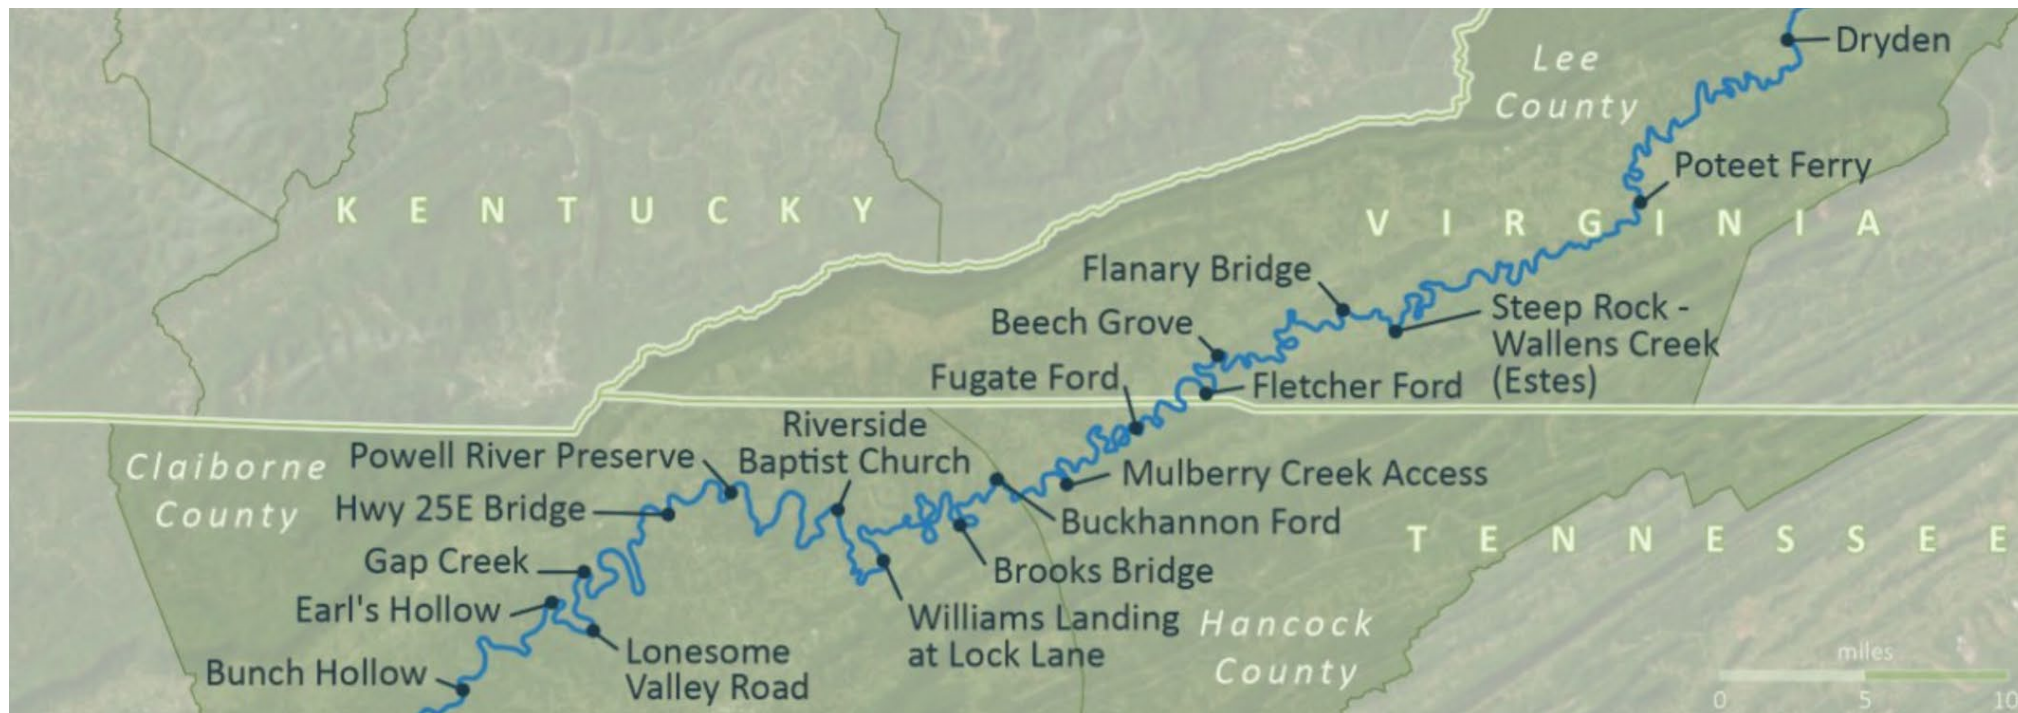 Dryden
Lee
County
Poteet Ferry
KENTUCKY
VIRGINIA
Flanary Bridge
Steep Rock -
Wallens Creek
(Estes)
Beech Grove
Fugate Ford
Fletcher Ford
Riverside
Baptist Church
Claiborne
County
Powell River Preserve
Mulberry Creek Access
Hwy 25E Bridge
Buckhannon Ford
TENNESSEE
Gap Creek
Brooks Bridge
Earl's Hollow
Williams Landing
at Lock Lane
Hancock
County
Lonesome
Valley Road
Bunch Hollow
miles
0 5 10